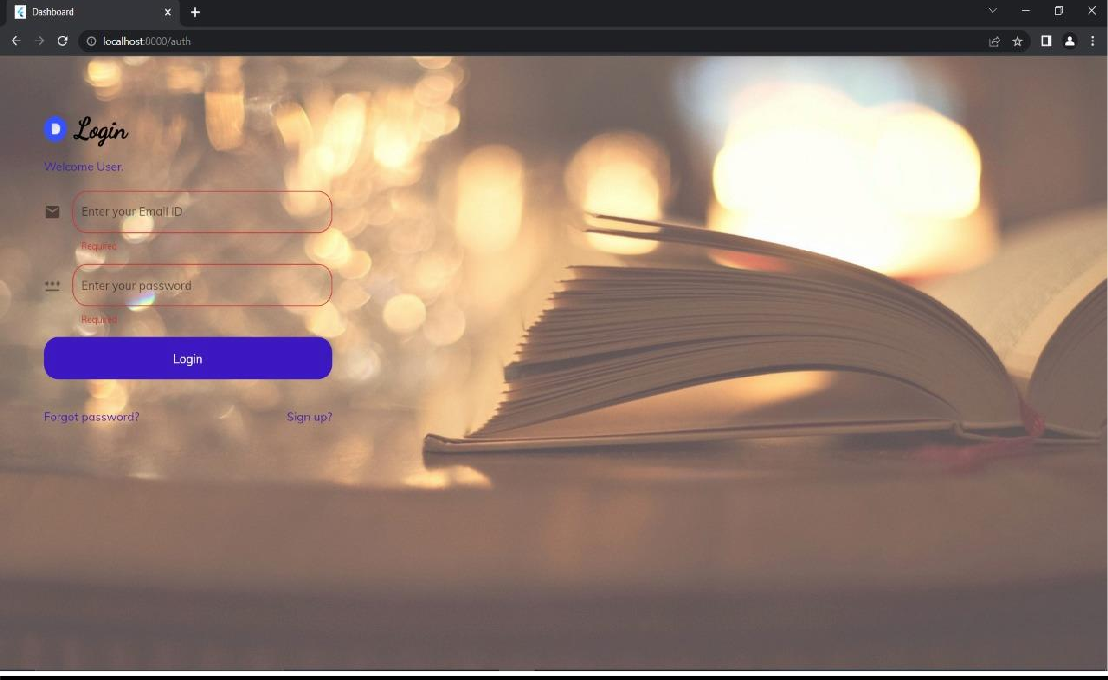 Dashboard
localhost:0000/auth
D Login
Welcome User.
Enter your Email ID
Required
Enter your password
Required
Login
Forgot password? Sign up?